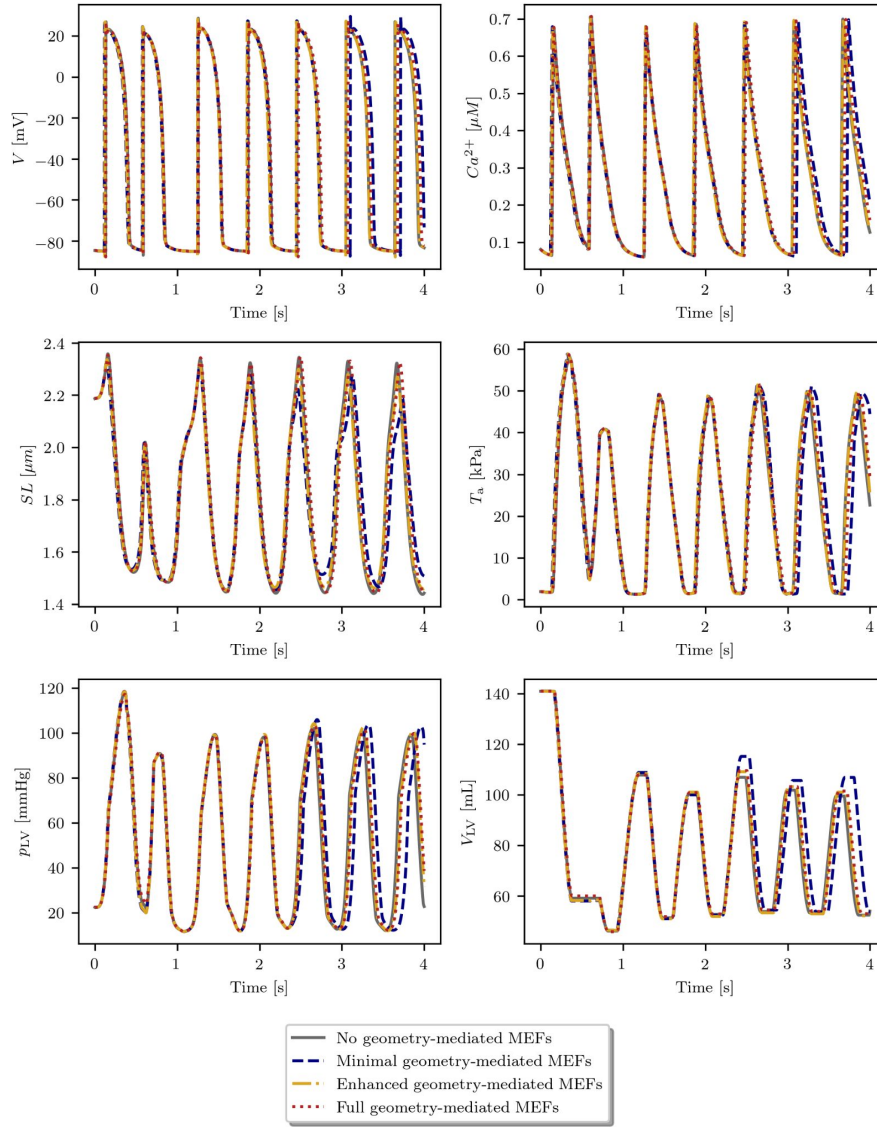 20
0
−20
−40
−60
−80
V [mV]
0 1 2 3 4
Time [s]
0.7
0.6
0.5
0.4
0.3
0.2
0.1
Ca²⁺ [μM]
0 1 2 3 4
Time [s]
2.4
2.2
2.0
1.8
1.6
1.4
SL [μm]
0 1 2 3 4
Time [s]
60
50
40
30
20
10
0
Tₐ [kPa]
0 1 2 3 4
Time [s]
120
100
80
60
40
20
p_LV [mmHg]
0 1 2 3 4
Time [s]
140
120
100
80
60
V_LV [mL]
0 1 2 3 4
Time [s]
No geometry-mediated MEFs
Minimal geometry-mediated MEFs
Enhanced geometry-mediated MEFs
Full geometry-mediated MEFs